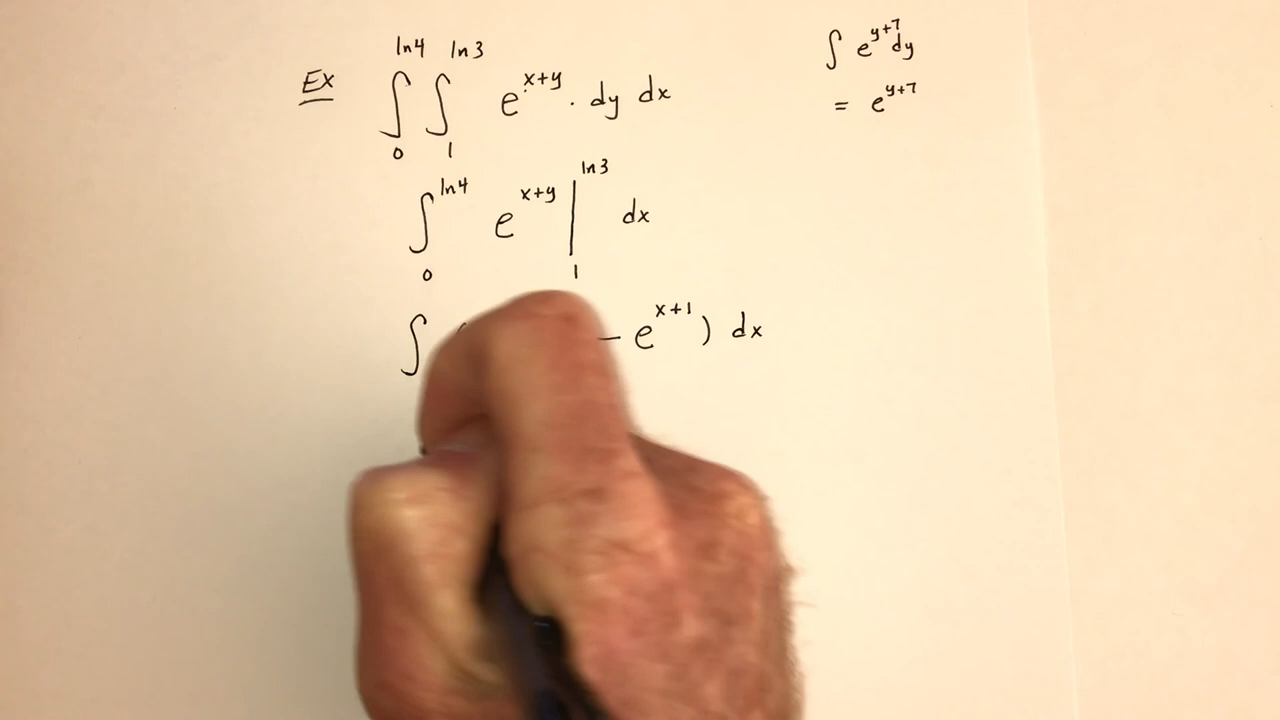 Ex ∫₀^{ln4} ∫₁^{ln3} e^{x+y} · dy dx
∫₀^{ln4} e^{x+y} |₁^{ln3} dx
∫ ( − e^{x+1} ) dx
∫ e^{y+7} dy
= e^{y+7}